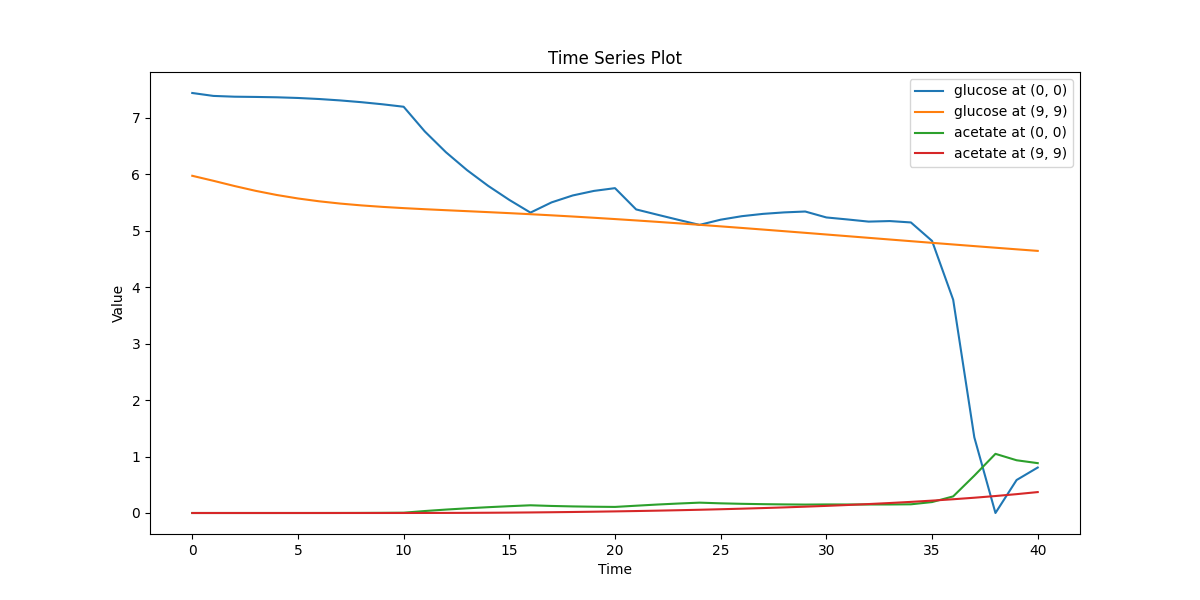 Time Series Plot
glucose at (0, 0)
glucose at (9, 9)
acetate at (0, 0)
acetate at (9, 9)
7
6
5
4
3
2
1
0
Value
0 5 10 15 20 25 30 35 40
Time